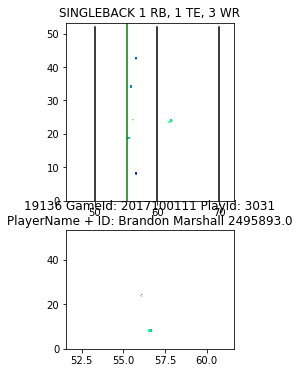 SINGLEBACK 1 RB, 1 TE, 3 WR
50
40
30
20
10
0
50 60 70
19136 GameId: 2017100111 PlayId: 3031
PlayerName + ID: Brandon Marshall 2495893.0
40
20
0
52.5 55.0 57.5 60.0